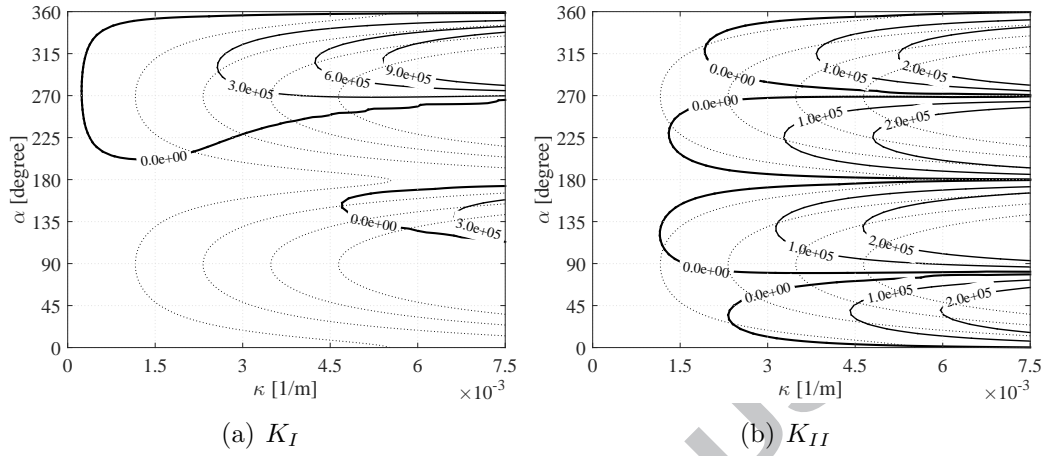 360
315
270
225
180
135
90
45
0
α [degree]
0.0e+00
3.0e+05
6.0e+05
9.0e+05
0.0e+00
3.0e+05
0 1.5 3 4.5 6 7.5
κ [1/m]
×10⁻³
(a) K_I
360
315
270
225
180
135
90
45
0
α [degree]
0.0e+00
1.0e+05
2.0e+05
0.0e+00
1.0e+05
2.0e+05
0.0e+00
1.0e+05
2.0e+05
0.0e+00
1.0e+05
2.0e+05
0 1.5 3 4.5 6 7.5
κ [1/m]
×10⁻³
(b) K_{II}